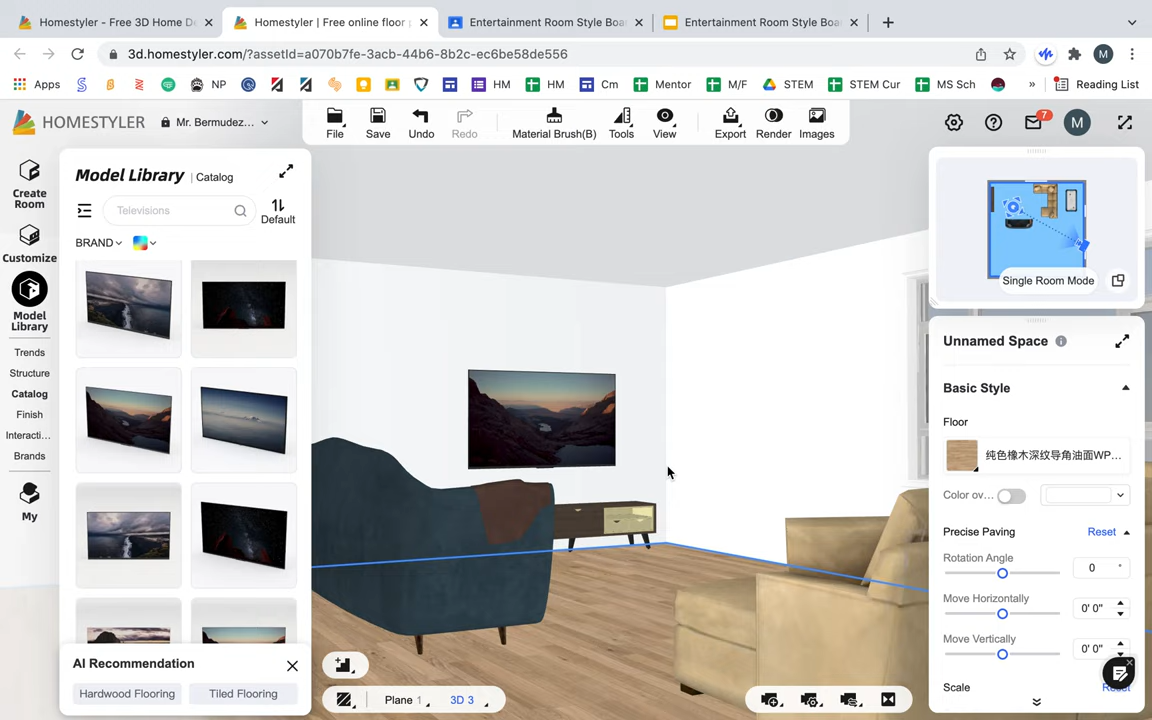 Homestyler - Free 3D Home De
Homestyler | Free online floor
Entertainment Room Style Boa
Entertainment Room Style Boa
3d.homestyler.com/?assetId=a070b7fe-3acb-44b6-8b2c-ec6be58de556
M
Apps NP HM HM Cm Mentor M/F STEM STEM Cur MS Sch » Reading List
HOMESTYLER Mr. Bermudez...
File Save Undo Redo Material Brush(B) Tools View Export Render Images
7
M
Create Room
Customize
Model Library
Trends
Structure
Catalog
Finish
Interacti...
Brands
My
Model Library | Catalog
Televisions
Default
BRAND
AI Recommendation
Hardwood Flooring Tiled Flooring
Plane 1 3D 3
Single Room Mode
Unnamed Space
Basic Style
Floor
纯色橡木深纹导角油面WP...
Color ov...
Precise Paving Reset
Rotation Angle
0 °
Move Horizontally
0' 0"
Move Vertically
0' 0"
Scale Reset